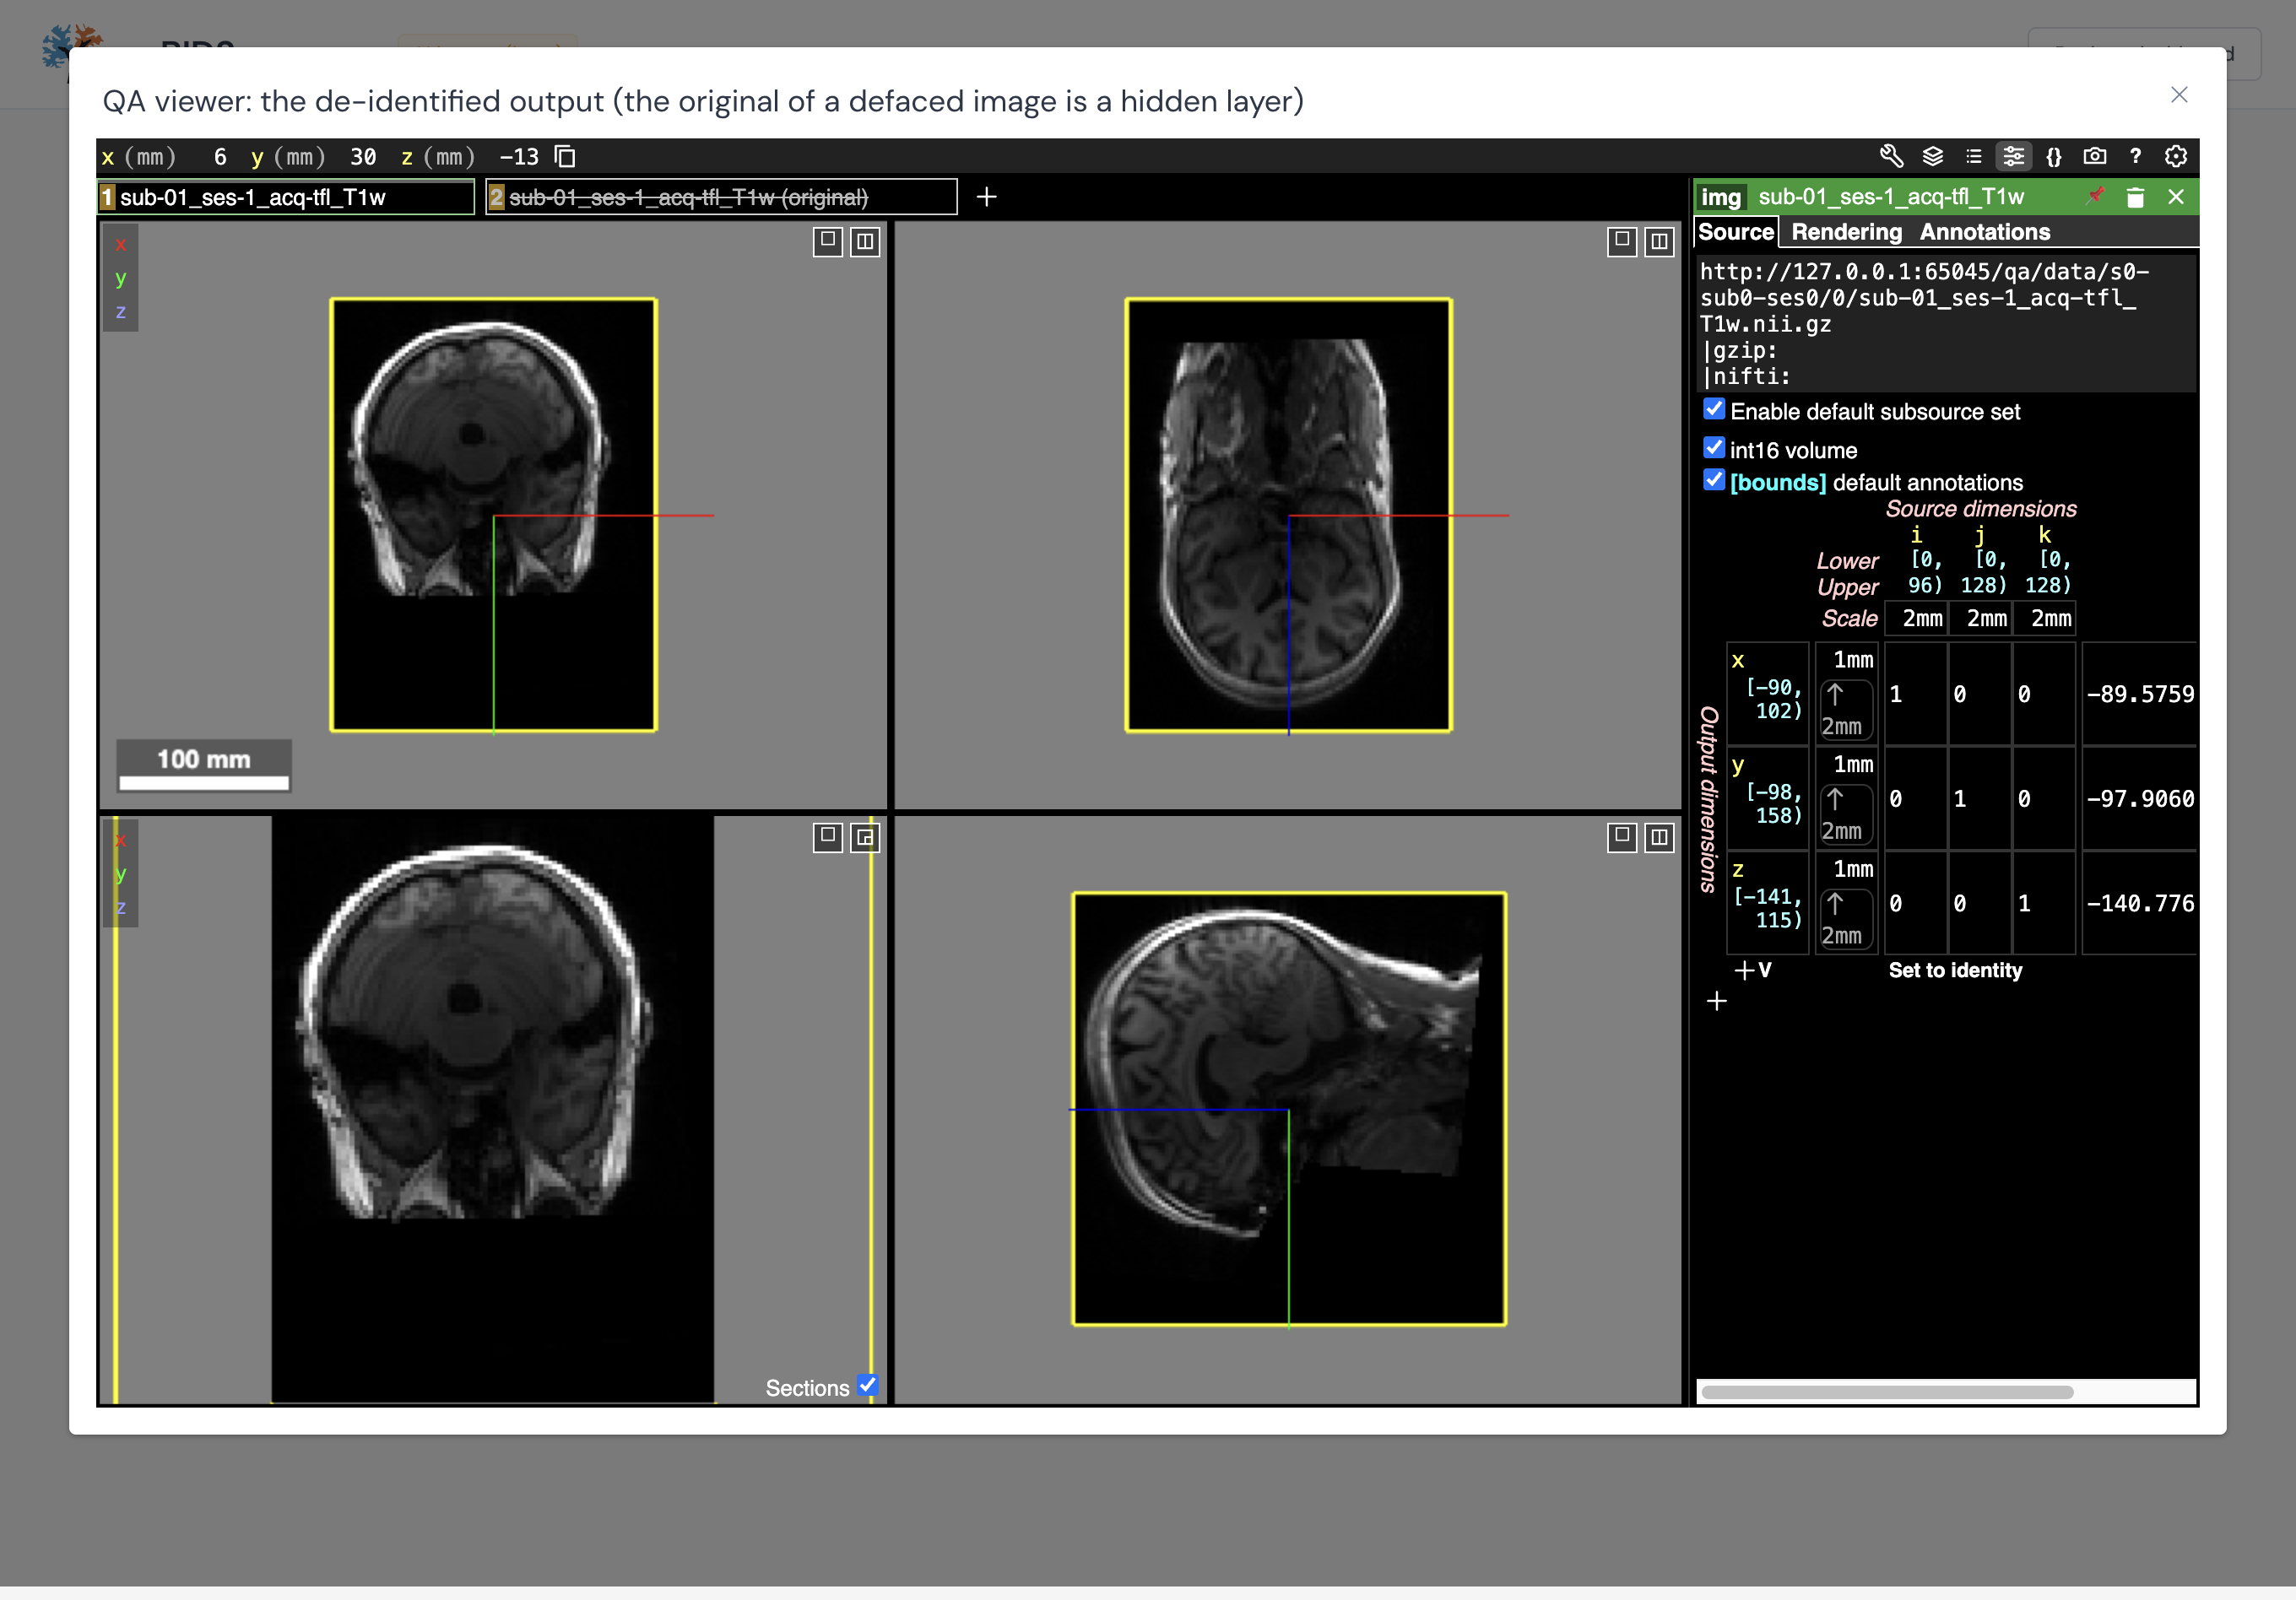 QA viewer: the de-identified output (the original of a defaced image is a hidden layer)
x (mm) 6 y (mm) 30 z (mm) -13
1 sub-01_ses-1_acq-tfl_T1w
2 sub-01_ses-1_acq-tfl_T1w (original)
img sub-01_ses-1_acq-tfl_T1w
Source Rendering Annotations
x
y
z
http://127.0.0.1:65045/qa/data/s0-
sub0-ses0/0/sub-01_ses-1_acq-tfl_
T1w.nii.gz
|gzip:
|nifti:
Enable default subsource set
int16 volume
[bounds] default annotations
Source dimensions
i j k
Lower [0, [0, [0,
Upper 96) 128) 128)
Scale 2mm 2mm 2mm
Output dimensions
x 1mm
[-90, 102) ↑ 2mm 1 0 0 -89.5759
y 1mm
[-98, 158) ↑ 2mm 0 1 0 -97.9060
z 1mm
[-141, 115) ↑ 2mm 0 0 1 -140.776
+V Set to identity
+
100 mm
x
y
z
Sections